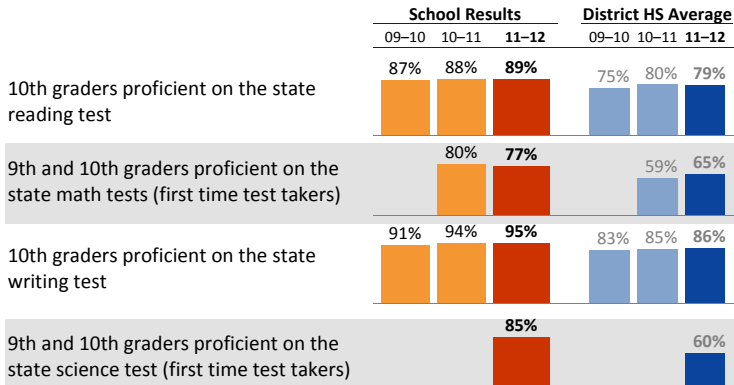 School Results District HS Average
09–10 10–11 11–12 09–10 10–11 11–12
87% 88% 89% 75% 80% 79%
10th graders proficient on the state
reading test
80% 77% 59% 65%
9th and 10th graders proficient on the
state math tests (first time test takers)
91% 94% 95% 83% 85% 86%
10th graders proficient on the state
writing test
85% 60%
9th and 10th graders proficient on the
state science test (first time test takers)